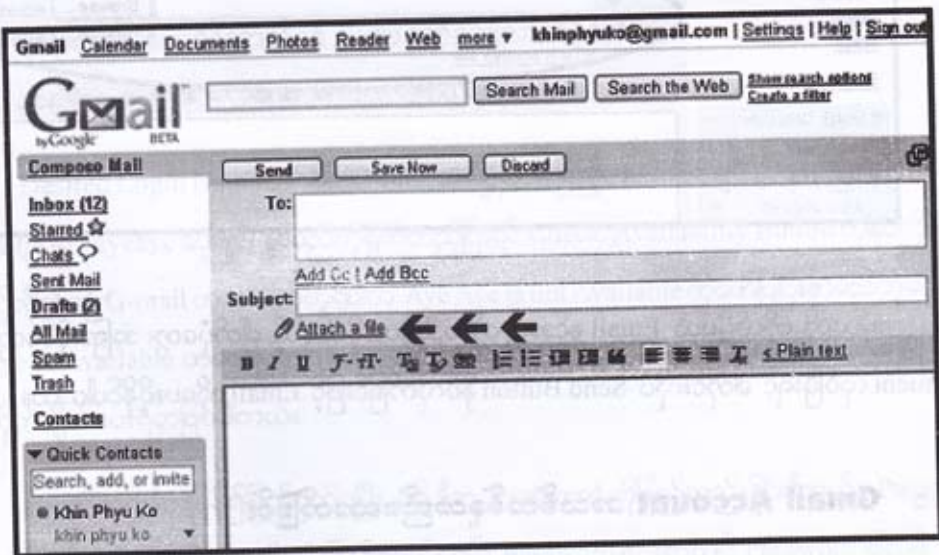 Gmail Calendar Documents Photos Reader Web more ▼ khinphyuko@gmail.com | Settings | Help | Sign out
Gmail
by Google BETA
Search Mail Search the Web Show search options
Create a filter
Compose Mail
Send Save Now Discard
Inbox (12)
Starred
Chats
Sent Mail
Drafts (2)
All Mail
Spam
Trash
Contacts
To:
Add Cc | Add Bcc
Subject:
Attach a file
B I U « Plain text
▼ Quick Contacts
Search, add, or invite
Khin Phyu Ko
khin phyu ko
Gmail Account